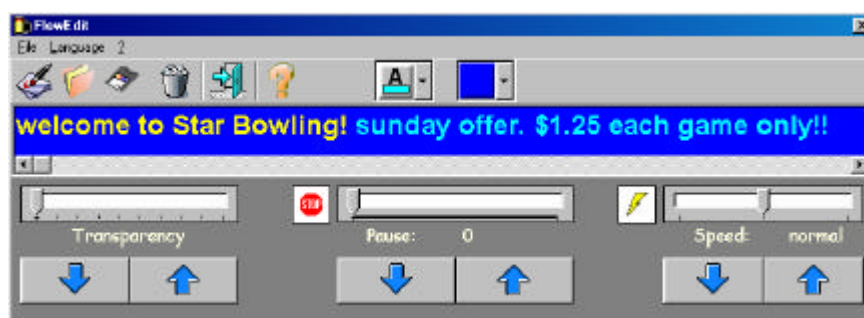 FlowEdit
File Language ?
A
welcome to Star Bowling! sunday offer. $1.25 each game only!!
STOP
Transparency Pause: 0 Speed: normal